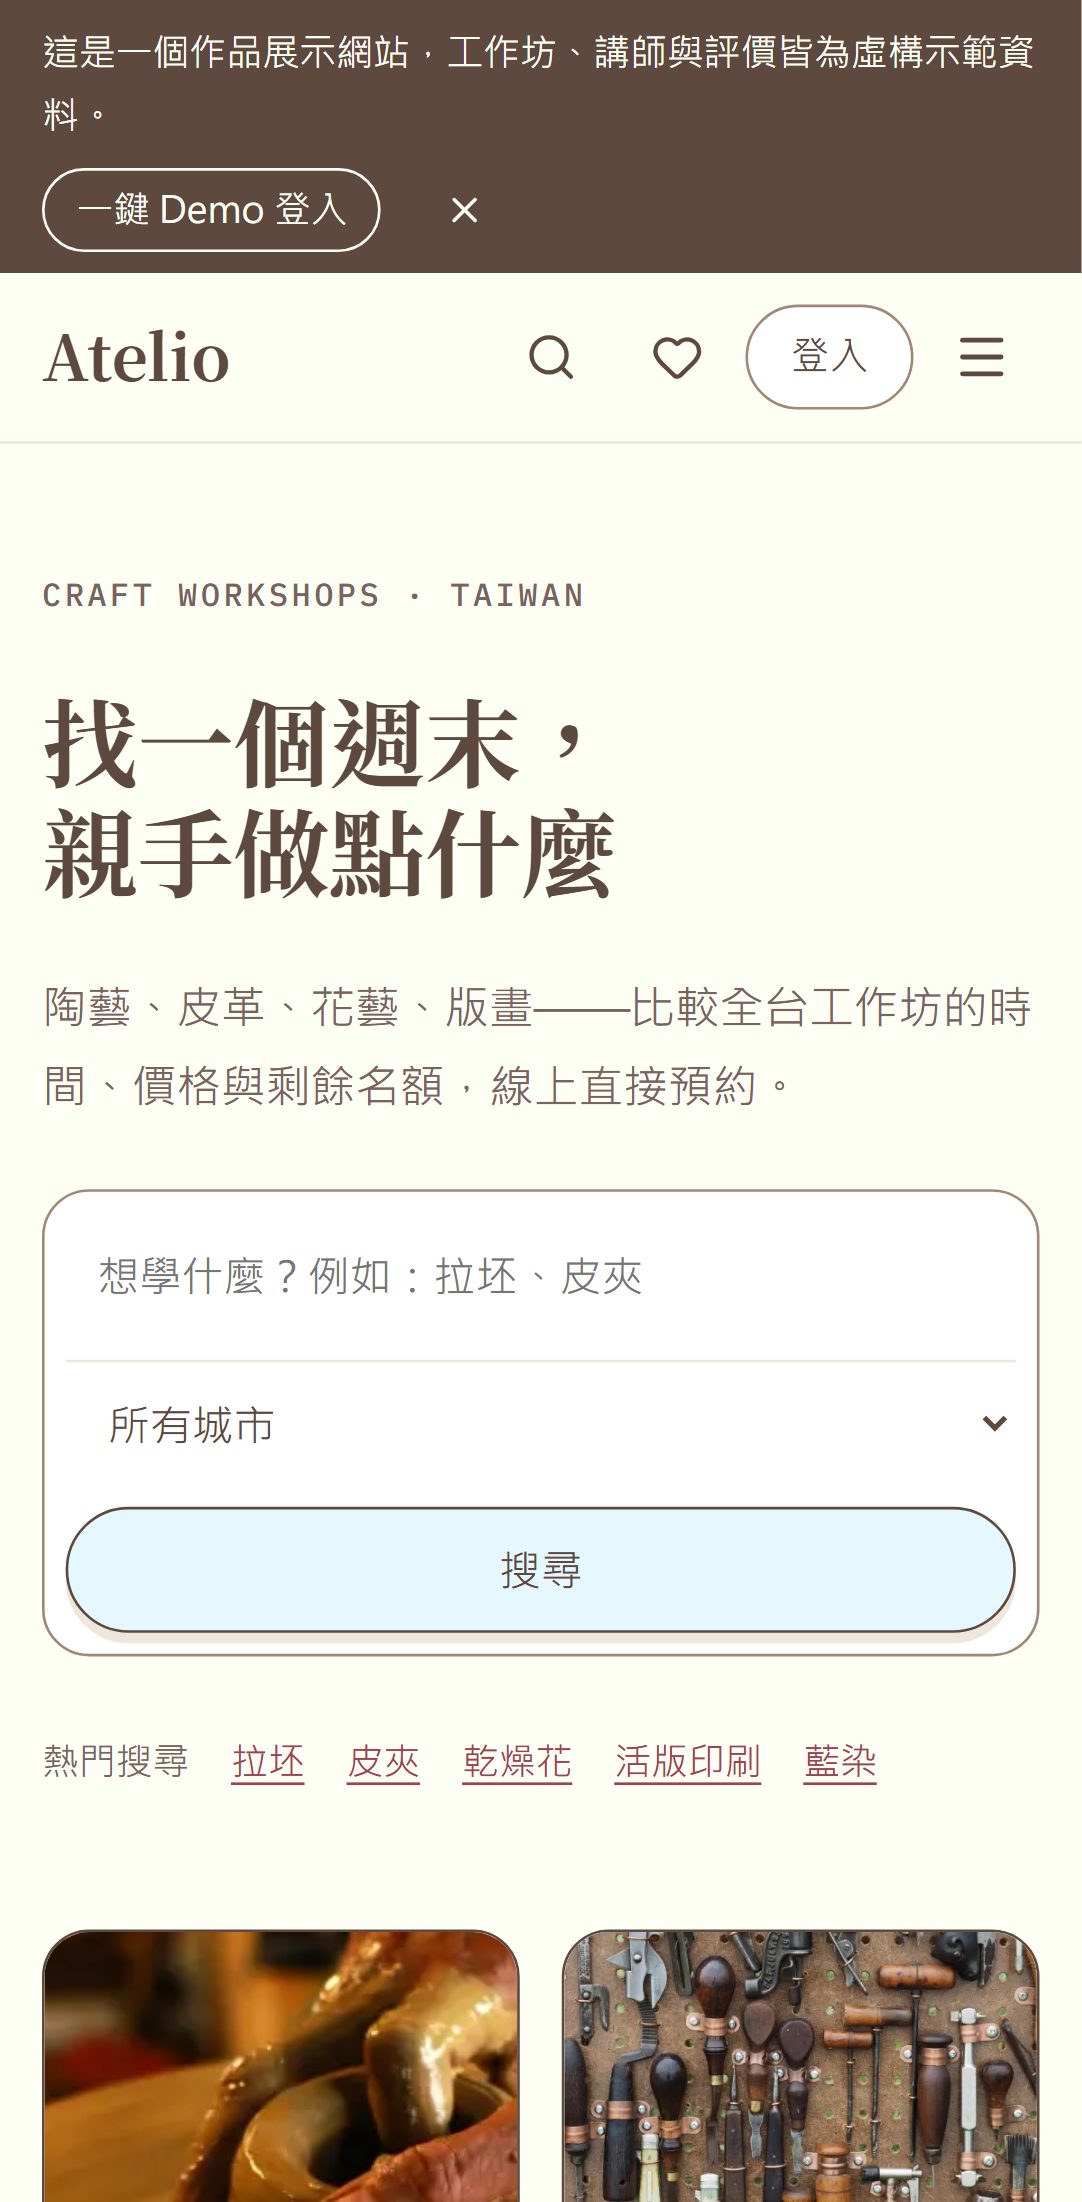 這是一個作品展示網站，工作坊、講師與評價皆為虛構示範資
料。
一鍵 Demo 登入
Atelio
登入
CRAFT WORKSHOPS · TAIWAN
找一個週末，
親手做點什麼
陶藝、皮革、花藝、版畫——比較全台工作坊的時
間、價格與剩餘名額，線上直接預約。
想學什麼？例如：拉坯、皮夾
所有城市
搜尋
熱門搜尋 拉坯 皮夾 乾燥花 活版印刷 藍染